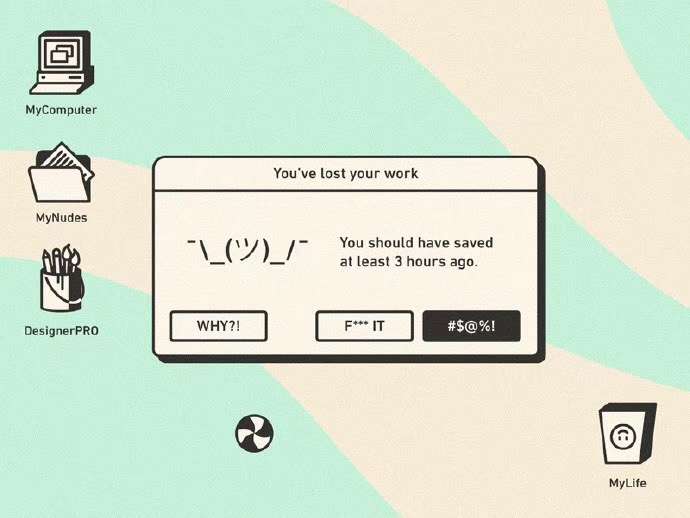 MyComputer
MyNudes
DesignerPRO
You've lost your work
¯\_(ツ)_/¯
You should have saved
at least 3 hours ago.
WHY?!
F*** IT
#$@%!
MyLife